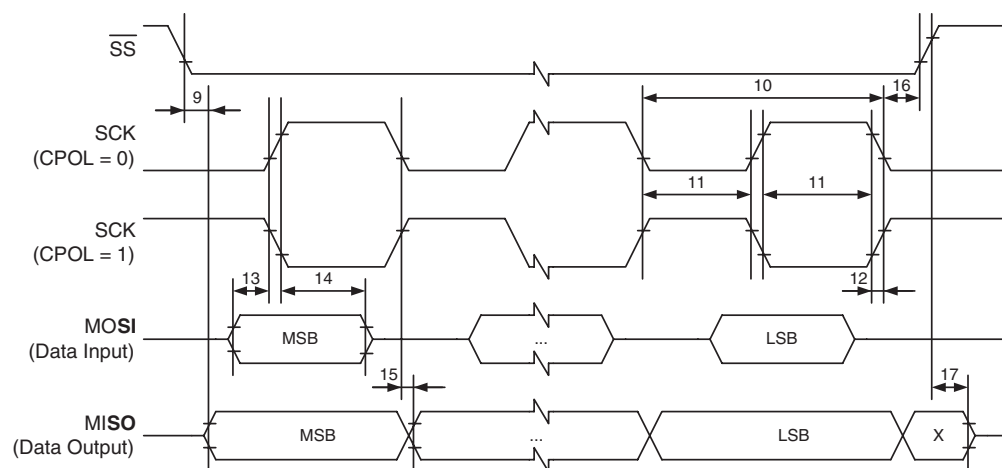 SS
9
10
16
SCK
(CPOL = 0)
11
11
SCK
(CPOL = 1)
13
14
12
MOSI
(Data Input)
MSB
...
LSB
15
17
MISO
(Data Output)
MSB
...
LSB
X